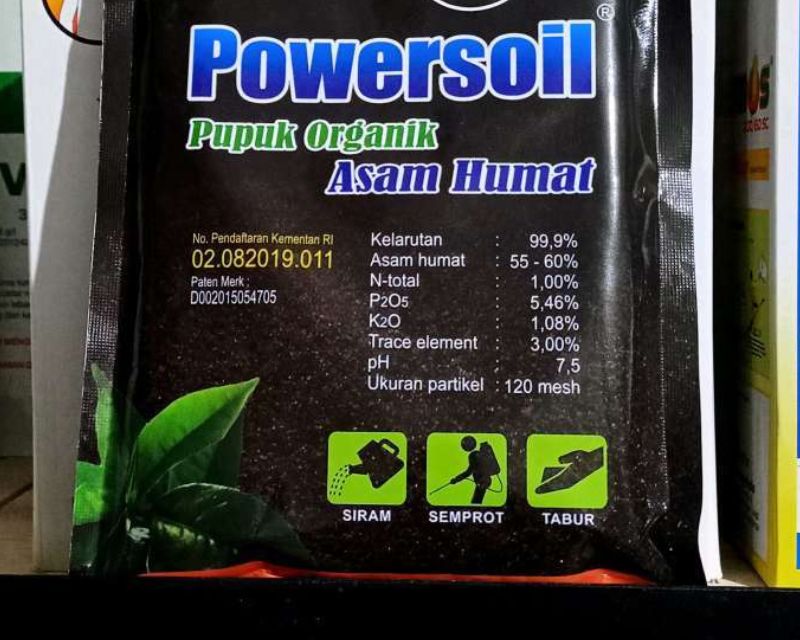 Powersoil®
Pupuk Organik
Asam Humat
No. Pendaftaran Kementan RI
02.082019.011
Paten Merk :
D002015054705
Kelarutan : 99,9%
Asam humat : 55 - 60%
N-total : 1,00%
P2O5 : 5,46%
K2O : 1,08%
Trace element : 3,00%
pH : 7,5
Ukuran partikel : 120 mesh
SIRAM
SEMPROT
TABUR